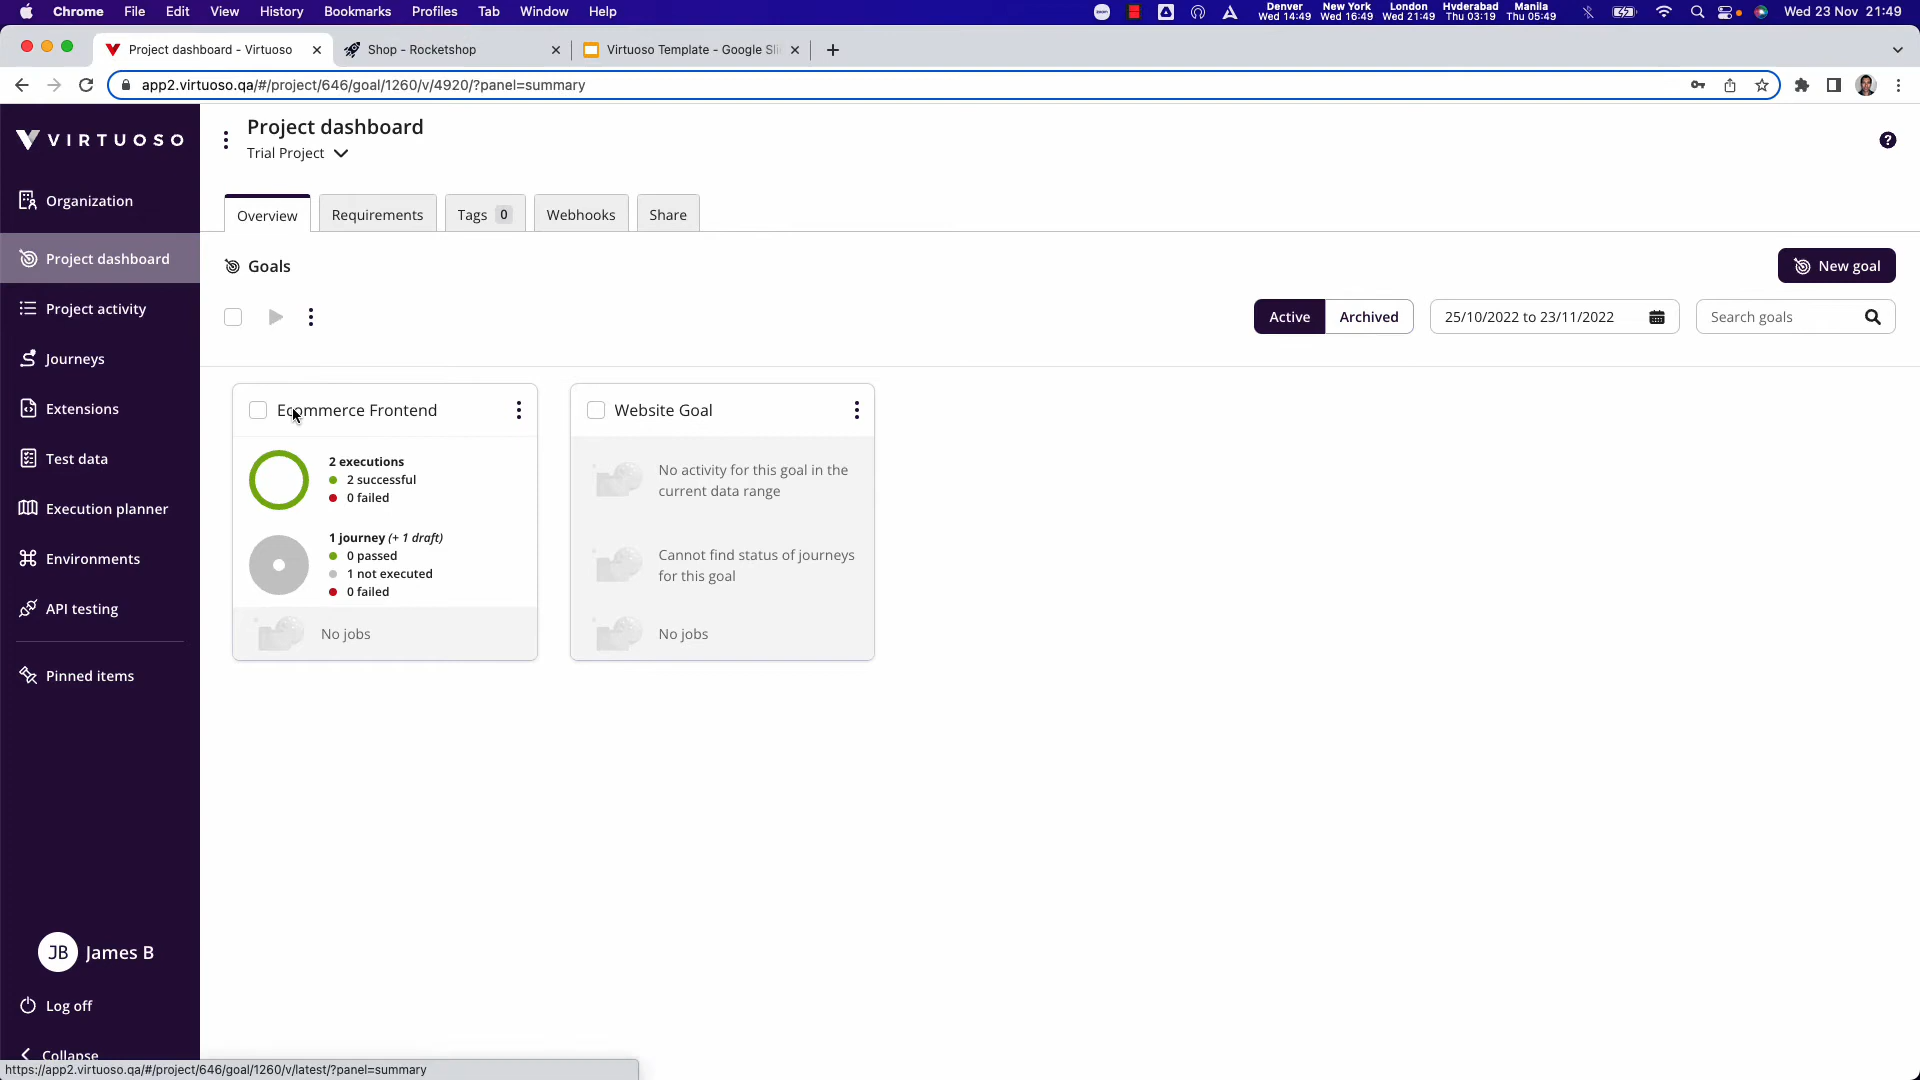 Chrome File Edit View History Bookmarks Profiles Tab Window Help
Denver Wed 14:49 New York Wed 16:49 London Wed 21:49 Hyderabad Thu 03:19 Manila Thu 05:49 Wed 23 Nov 21:49
Project dashboard - Virtuoso Shop - Rocketshop Virtuoso Template - Google Sli
app2.virtuoso.qa/#/project/646/goal/1260/v/4920/?panel=summary
VIRTUOSO
Organization
Project dashboard
Project activity
Journeys
Extensions
Test data
Execution planner
Environments
API testing
Pinned items
JB James B
Log off
Collapse
Project dashboard
Trial Project
?
Overview Requirements Tags 0 Webhooks Share
Goals New goal
Active Archived 25/10/2022 to 23/11/2022 Search goals
Ecommerce Frontend
2 executions
2 successful
0 failed
1 journey (+ 1 draft)
0 passed
1 not executed
0 failed
No jobs
Website Goal
No activity for this goal in the
current data range
Cannot find status of journeys
for this goal
No jobs
https://app2.virtuoso.qa/#/project/646/goal/1260/v/latest/?panel=summary